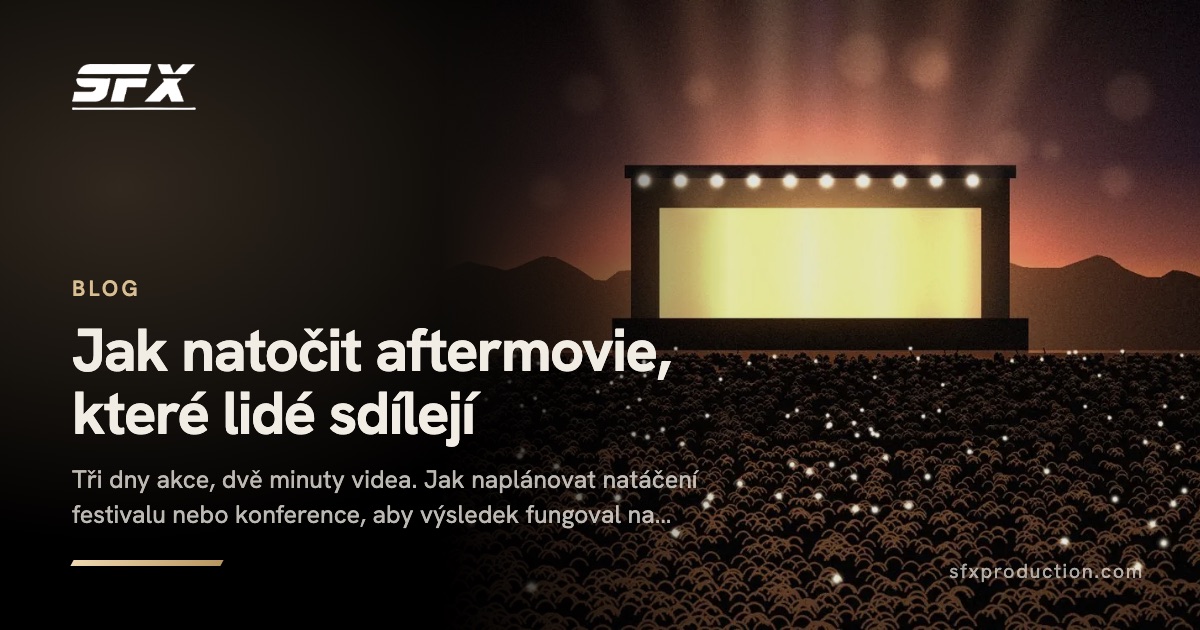 SFX
BLOG
Jak natočit aftermovie,
které lidé sdílejí
Tři dny akce, dvě minuty videa. Jak naplánovat natáčení
festivalu nebo konference, aby výsledek fungoval na...
sfxproduction.com